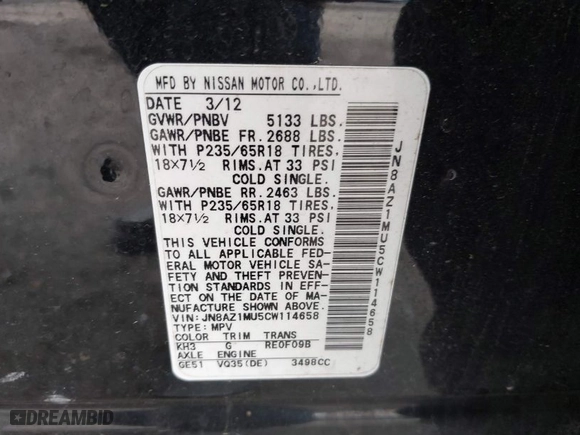 MFD BY NISSAN MOTOR CO.,LTD.
DATE 3/12
GVWR/PNBV 5133 LBS.
GAWR/PNBE FR. 2688 LBS.
WITH P235/65R18 TIRES.
18×7½ RIMS.AT 33 PSI
COLD SINGLE.
GAWR/PNBE RR. 2463 LBS.
WITH P235/65R18 TIRES.
18×7½ RIMS.AT 33 PSI
COLD SINGLE.
THIS VEHICLE CONFORMS
TO ALL APPLICABLE FED-
ERAL MOTOR VEHICLE SA-
FETY AND THEFT PREVENTION
STANDARDS IN EFF-
ECT ON THE DATE OF MA-
NUFACTURE SHOWN ABOVE.
VIN: JN8AZ1MU5CW114658
TYPE: MPV
COLOR TRIM TRANS
KH3 G RE0F09B
AXLE ENGINE
GE51 VQ35(DE) 3498CC
JN8AZ1MU5CW114658
DREAMBID